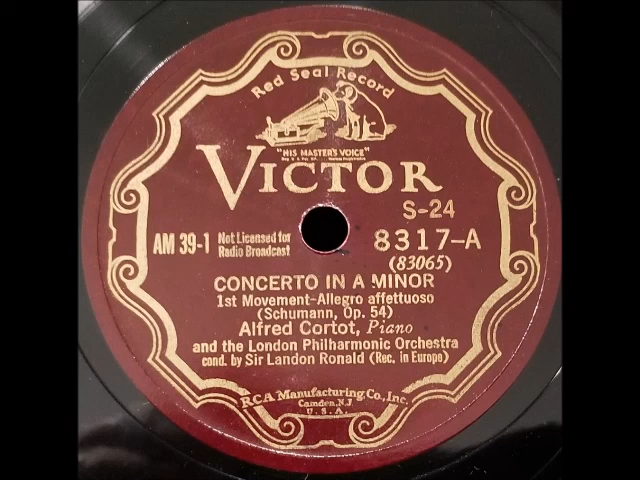 Red Seal Record
"HIS MASTER'S VOICE"
VICTOR
S-24
AM 39-1 Not Licensed for Radio Broadcast
8317-A
(83065)
CONCERTO IN A MINOR
1st Movement-Allegro affettuoso
(Schumann, Op. 54)
Alfred Cortot, Piano
and the London Philharmonic Orchestra
cond. by Sir Landon Ronald (Rec. in Europe)
RCA Manufacturing Co., Inc.
Camden, N.J.
U.S.A.